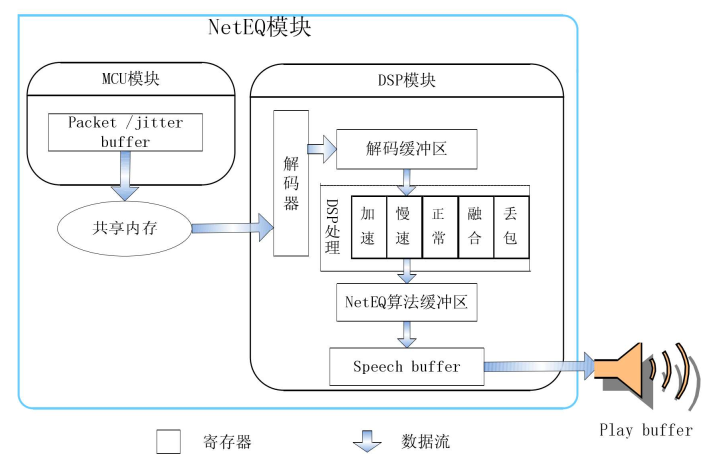 NetEQ模块
MCU模块
DSP模块
Packet /jitter
buffer
共享内存
解码器
解码缓冲区
DSP处理
加速
慢速
正常
融合
丢包
NetEQ算法缓冲区
Speech buffer
Play buffer
寄存器
数据流